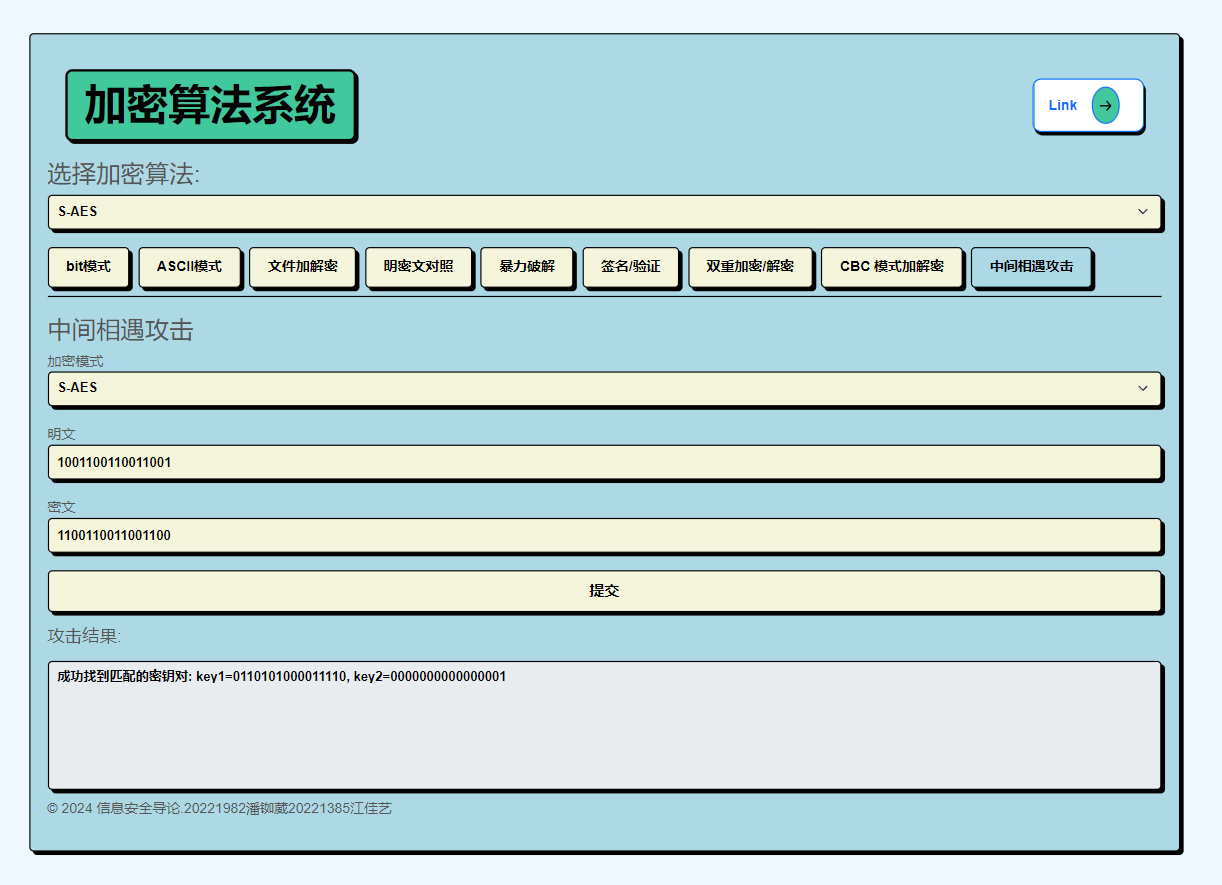 加密算法系统
Link
选择加密算法:
S-AES
bit模式 ASCII模式 文件加解密 明密文对照 暴力破解 签名/验证 双重加密/解密 CBC 模式加解密 中间相遇攻击
中间相遇攻击
加密模式
S-AES
明文
1001100110011001
密文
1100110011001100
提交
攻击结果:
成功找到匹配的密钥对: key1=0110101000011110, key2=0000000000000001
© 2024 信息安全导论.20221982潘铷葳20221385江佳艺